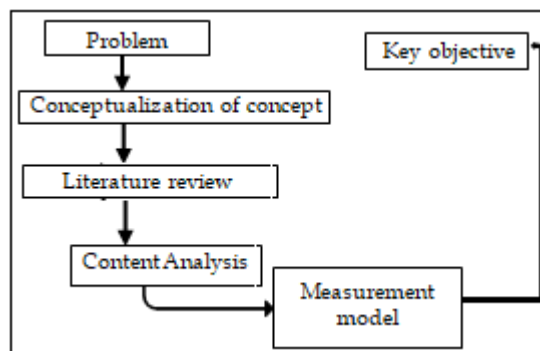 Problem
Key objective
Conceptualization of concept
Literature review
Content Analysis
Measurement
model